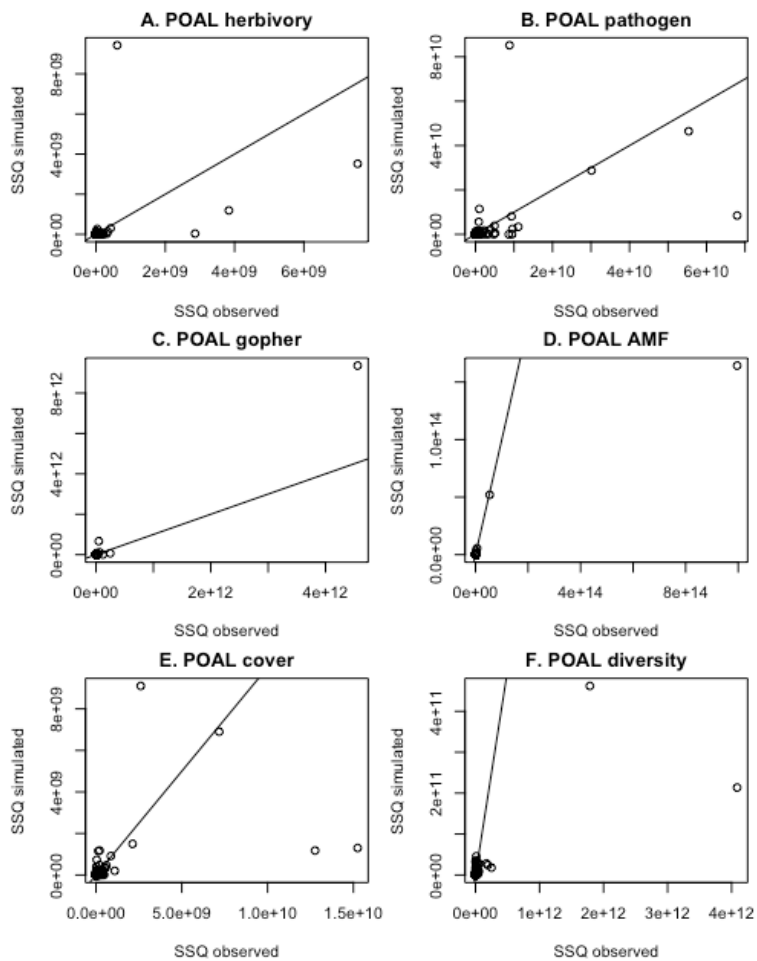 A. POAL herbivory
B. POAL pathogen
SSQ simulated
0e+00 4e+09 8e+09
0e+00 2e+09 4e+09 6e+09
SSQ observed
SSQ simulated
0e+00 4e+10 8e+10
0e+00 2e+10 4e+10 6e+10
SSQ observed
C. POAL gopher
D. POAL AMF
SSQ simulated
0e+00 4e+12 8e+12
0e+00 2e+12 4e+12
SSQ observed
SSQ simulated
0.0e+00 1.0e+14
0e+00 4e+14 8e+14
SSQ observed
E. POAL cover
F. POAL diversity
SSQ simulated
0e+00 4e+09 8e+09
0.0e+00 5.0e+09 1.0e+10 1.5e+10
SSQ observed
SSQ simulated
0e+00 2e+11 4e+11
0e+00 1e+12 2e+12 3e+12 4e+12
SSQ observed